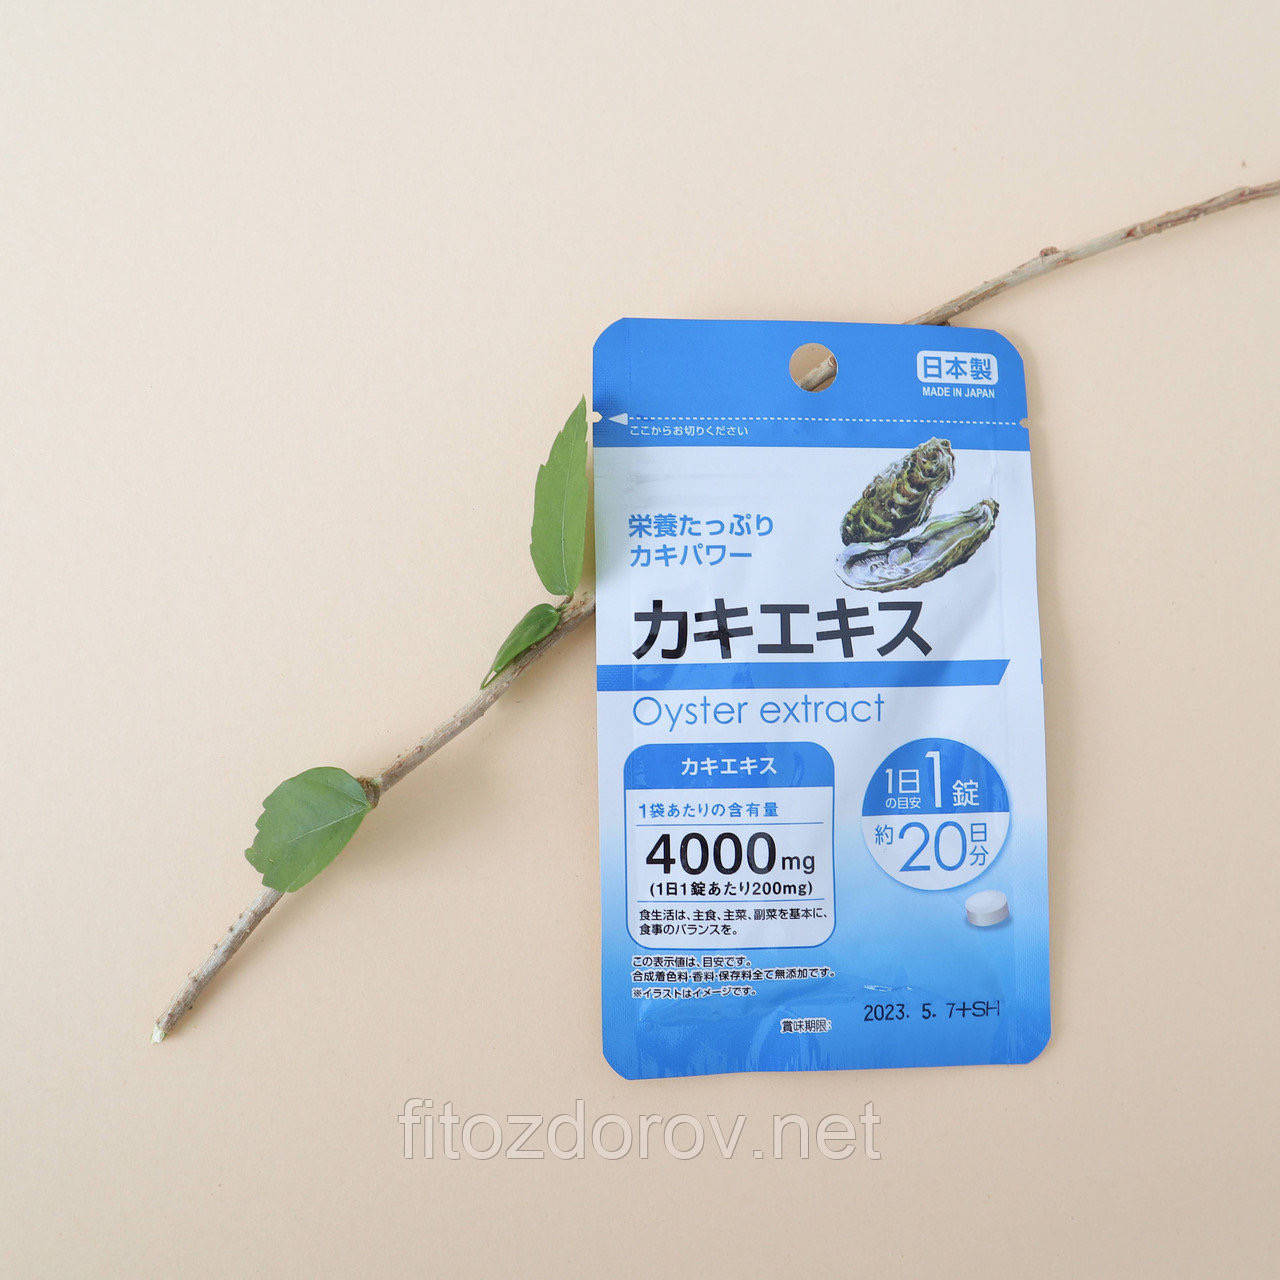 日本製
MADE IN JAPAN
ここからお切りください
栄養たっぷり
カキパワー
カキエキス
Oyster extract
カキエキス
1袋あたりの含有量
4000mg
(1日1錠あたり200mg)
食生活は、主食、主菜、副菜を基本に、
食事のバランスを。
1日の目安1錠
約20日分
この表示値は、目安です。
合成着色料・香料・保存料全て無添加です。
※イラストはイメージです。
賞味期限: 2023. 5. 7+SH
fitozdorov.net